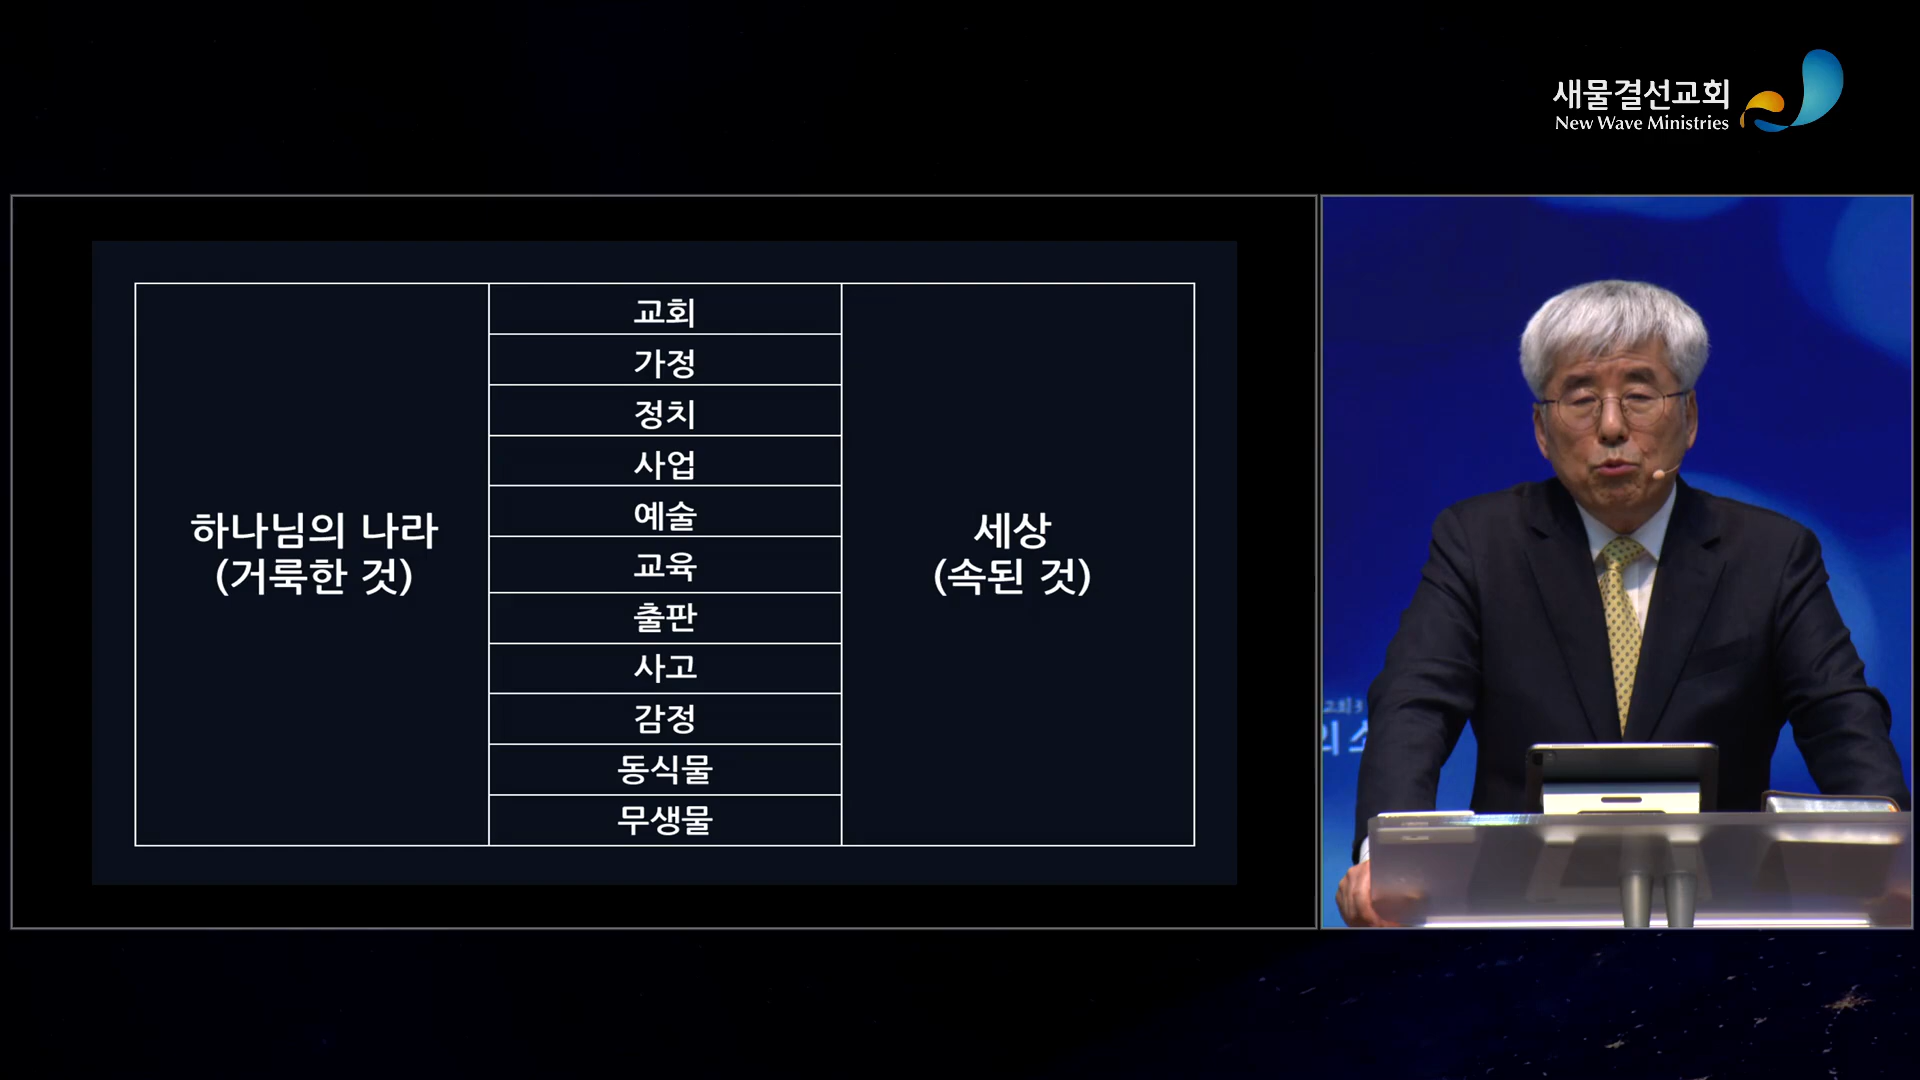 새물결선교회
New Wave Ministries
하나님의 나라
(거룩한 것)
교회
가정
정치
사업
예술
교육
출판
사고
감정
동식물
무생물
세상
(속된 것)